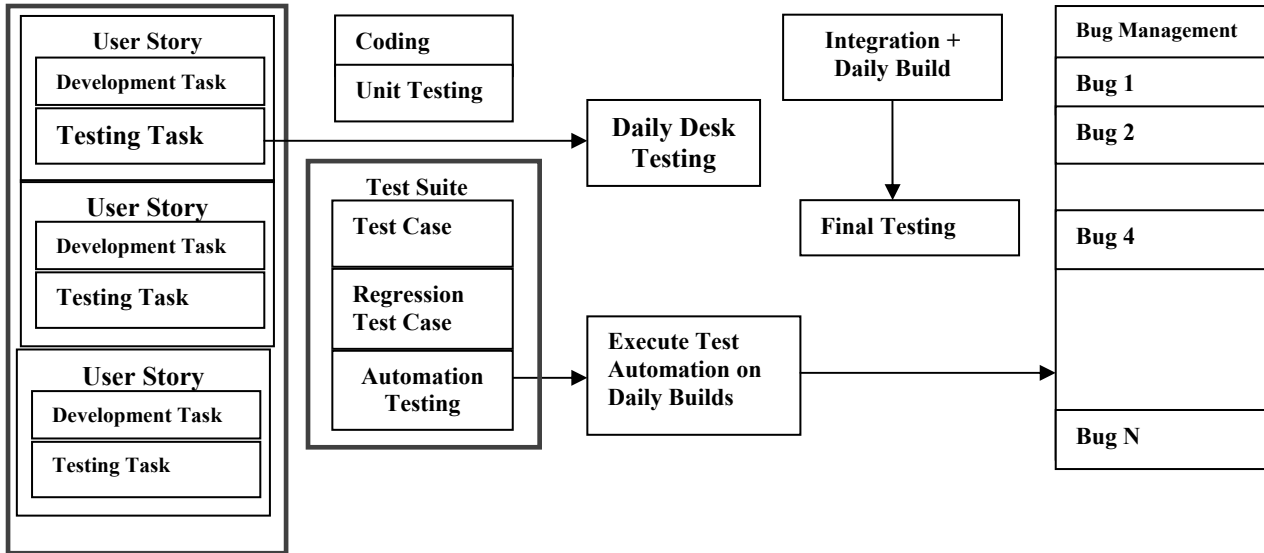 User Story
Development Task
Testing Task
User Story
Development Task
Testing Task
User Story
Development Task
Testing Task
Coding
Unit Testing
Daily Desk
Testing
Test Suite
Test Case
Regression
Test Case
Automation
Testing
Execute Test
Automation on
Daily Builds
Integration +
Daily Build
Final Testing
Bug Management
Bug 1
Bug 2
Bug 4
Bug N